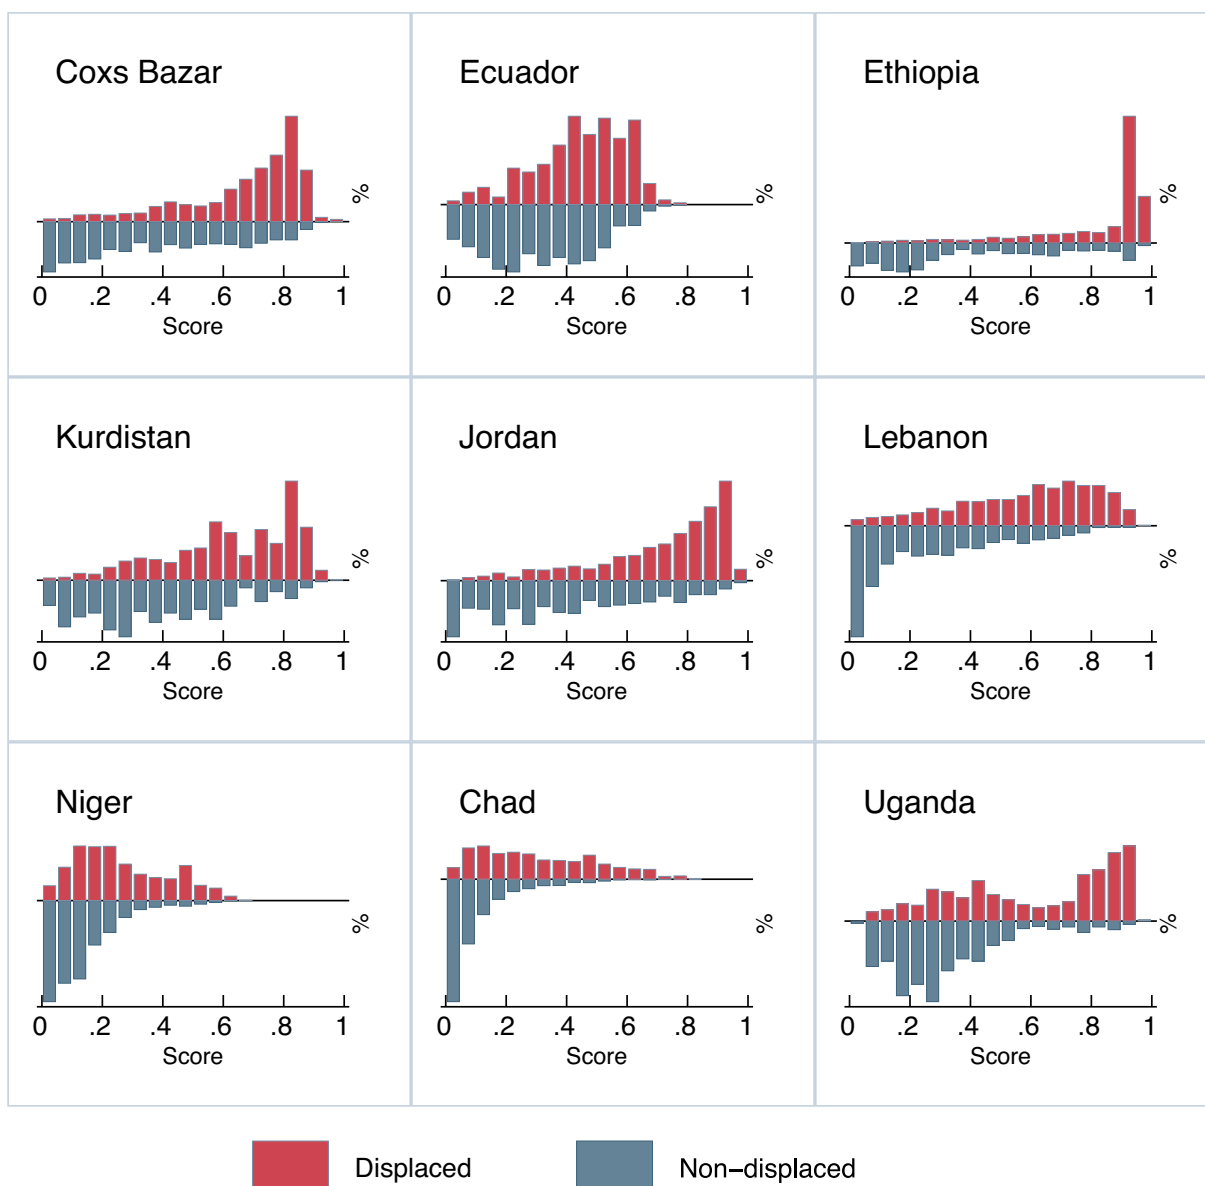 Coxs Bazar
%
0 .2 .4 .6 .8 1
Score
Ecuador
%
0 .2 .4 .6 .8 1
Score
Ethiopia
%
0 .2 .4 .6 .8 1
Score
Kurdistan
%
0 .2 .4 .6 .8 1
Score
Jordan
%
0 .2 .4 .6 .8 1
Score
Lebanon
%
0 .2 .4 .6 .8 1
Score
Niger
%
0 .2 .4 .6 .8 1
Score
Chad
%
0 .2 .4 .6 .8 1
Score
Uganda
%
0 .2 .4 .6 .8 1
Score
Displaced
Non−displaced